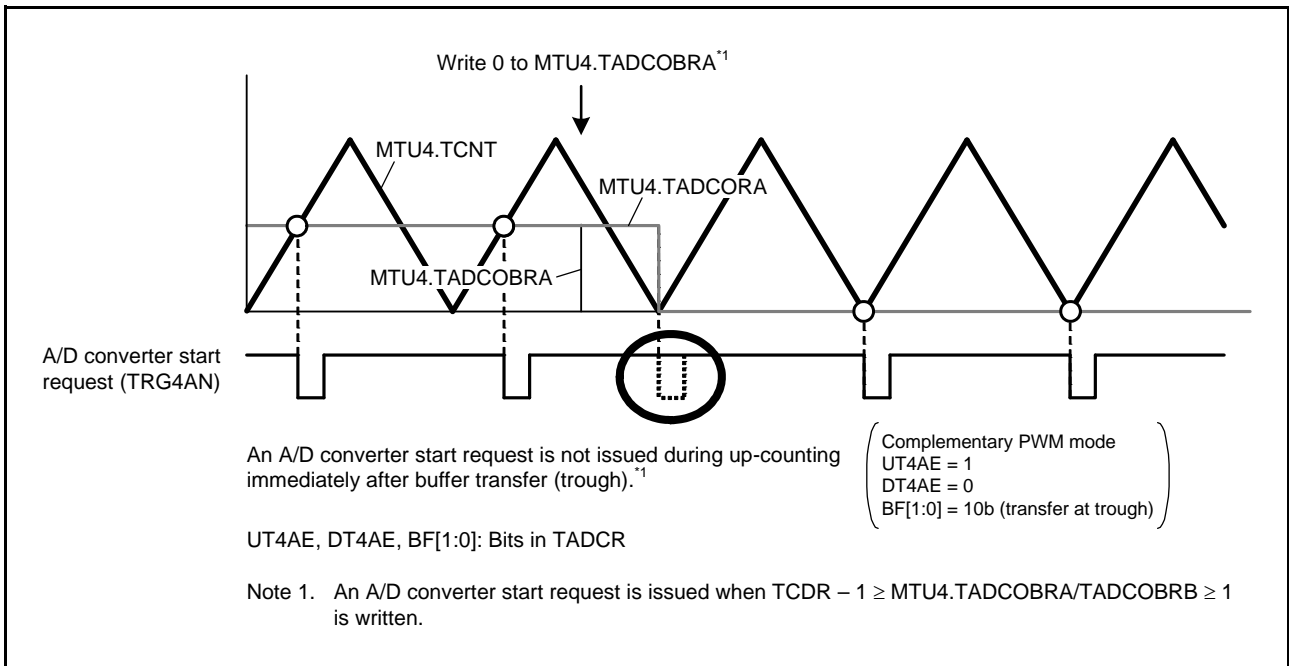 Write 0 to MTU4.TADCOBRA*1
MTU4.TCNT
MTU4.TADCORA
MTU4.TADCOBRA
A/D converter start
request (TRG4AN)
An A/D converter start request is not issued during up-counting
immediately after buffer transfer (trough).*1
Complementary PWM mode
UT4AE = 1
DT4AE = 0
BF[1:0] = 10b (transfer at trough)
UT4AE, DT4AE, BF[1:0]: Bits in TADCR
Note 1. An A/D converter start request is issued when TCDR – 1 ≥ MTU4.TADCOBRA/TADCOBRB ≥ 1
is written.